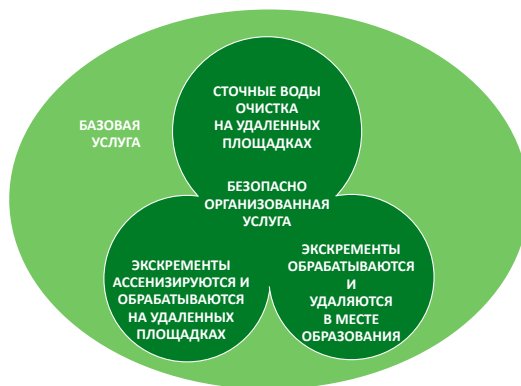 СТОЧНЫЕ ВОДЫ
ОЧИСТКА
НА УДАЛЕННЫХ
ПЛОЩАДКАХ
БАЗОВАЯ
УСЛУГА
БЕЗОПАСНО
ОРГАНИЗОВАННАЯ
УСЛУГА
ЭКСКРЕМЕНТЫ
АССЕНИЗИРУЮТСЯ И
ОБРАБАТЫВАЮТСЯ
НА УДАЛЕННЫХ
ПЛОЩАДКАХ
ЭКСКРЕМЕНТЫ
ОБРАБАТЫВАЮТСЯ
И
УДАЛЯЮТСЯ
В МЕСТЕ
ОБРАЗОВАНИЯ